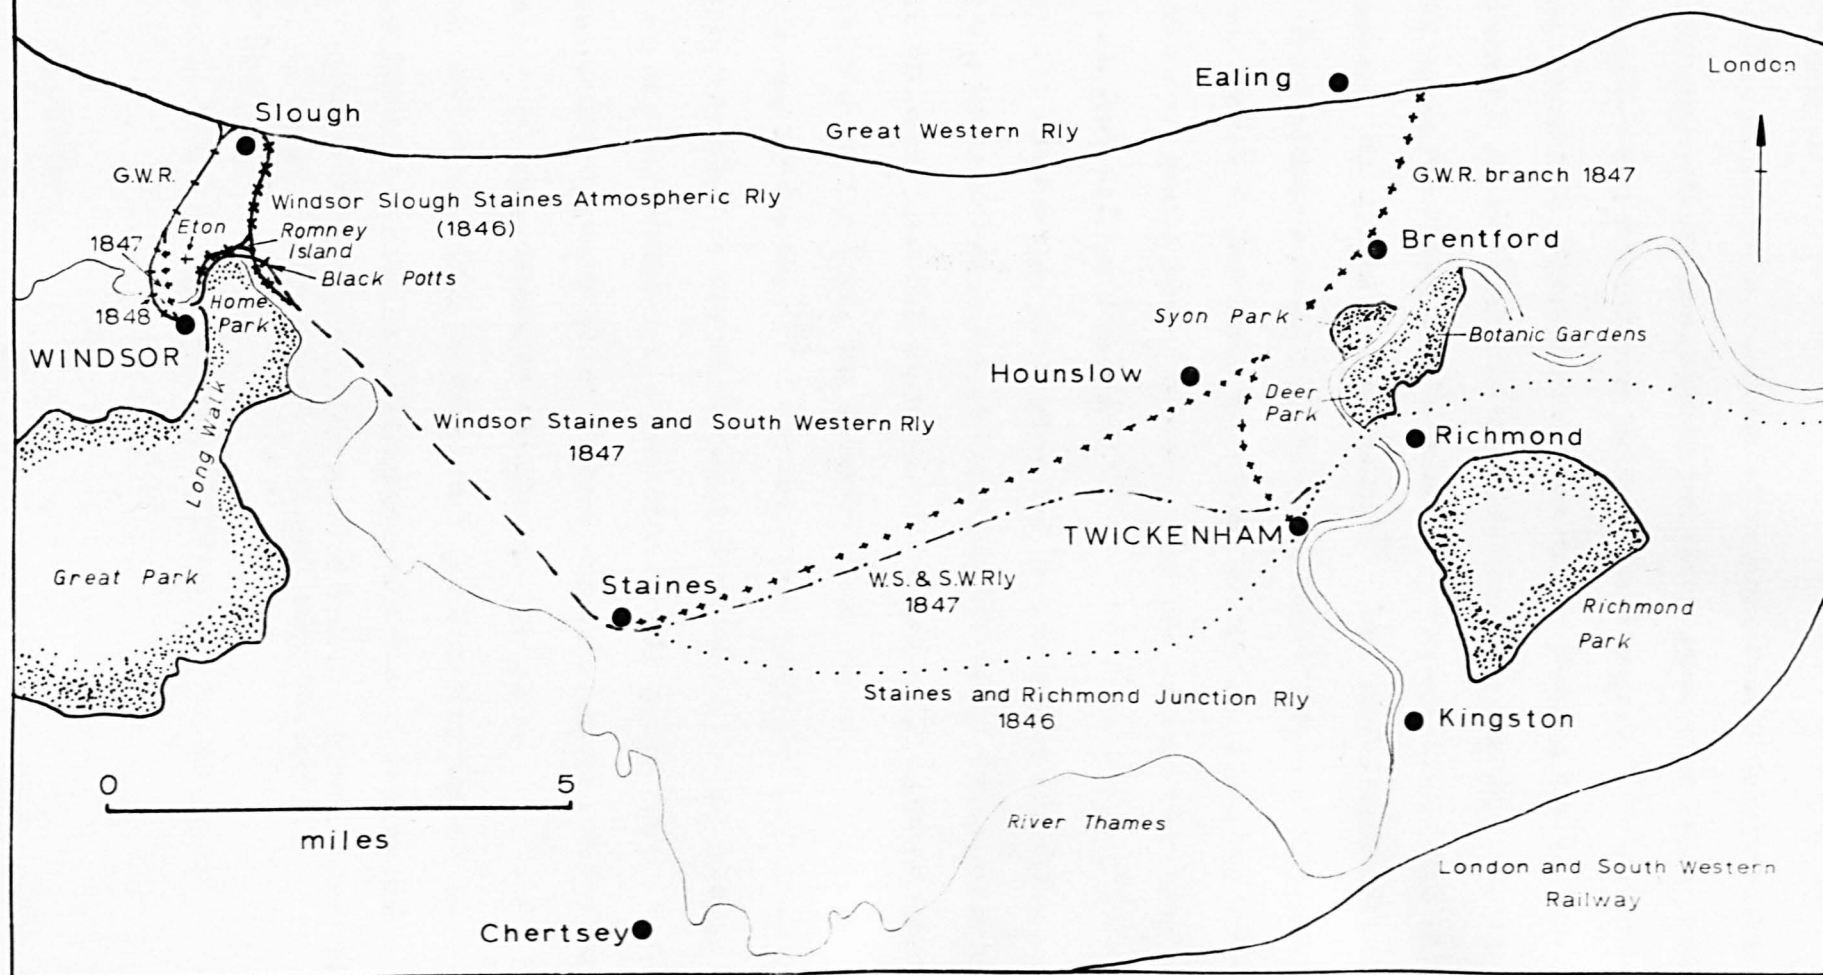 London
Ealing
Slough
Great Western Rly
G.W.R.
G.W.R. branch 1847
Windsor Slough Staines Atmospheric Rly
(1846)
Eton
Romney
Island
1847
Brentford
Black Potts
Home
Park
1848
Syon Park
Botanic Gardens
WINDSOR
Hounslow
Deer
Park
Long Walk
Windsor Staines and South Western Rly
1847
Richmond
TWICKENHAM
Great Park
Staines
W.S. & S.W.Rly
1847
Richmond
Park
Staines and Richmond Junction Rly
1846
Kingston
0 5
miles
River Thames
London and South Western
Railway
Chertsey